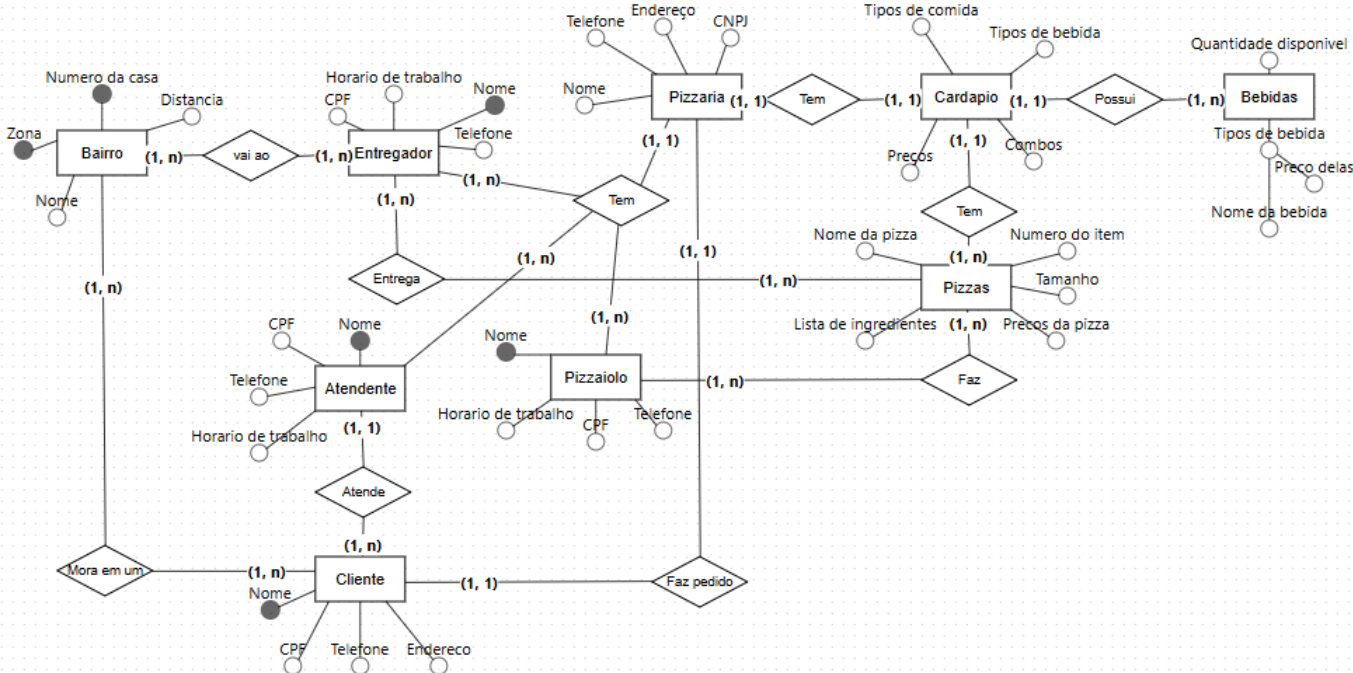 Tipos de comida
Endereço
Telefone
CNPJ
Tipos de bebida
Quantidade disponivel
Numero da casa
Horario de trabalho
Nome
Nome
Distancia
CPF
Pizzaria
(1, 1)
Tem
(1, 1)
Cardapio
(1, 1)
Possui
(1, n)
Bebidas
Zona
Telefone
Tipos de bebida
Bairro
(1, n)
vai ao
(1, n)
Entregador
(1, 1)
(1, 1)
Combos
Preços
Preco delas
(1, n)
Nome
(1, n)
Tem
Tem
Nome da bebida
Nome da pizza
Numero do item
(1, 1)
(1, n)
(1, n)
Entrega
(1, n)
Pizzas
Tamanho
(1, n)
(1, n)
Lista de ingredientes
(1, n)
Precos da pizza
CPF
Nome
Nome
Telefone
Atendente
Pizzaiolo
(1, n)
Faz
Horario de trabalho
Telefone
CPF
Horario de trabalho
(1, 1)
Atende
(1, n)
Mora em um
(1, n)
Cliente
(1, 1)
Faz pedido
Nome
CPF
Telefone
Endereco